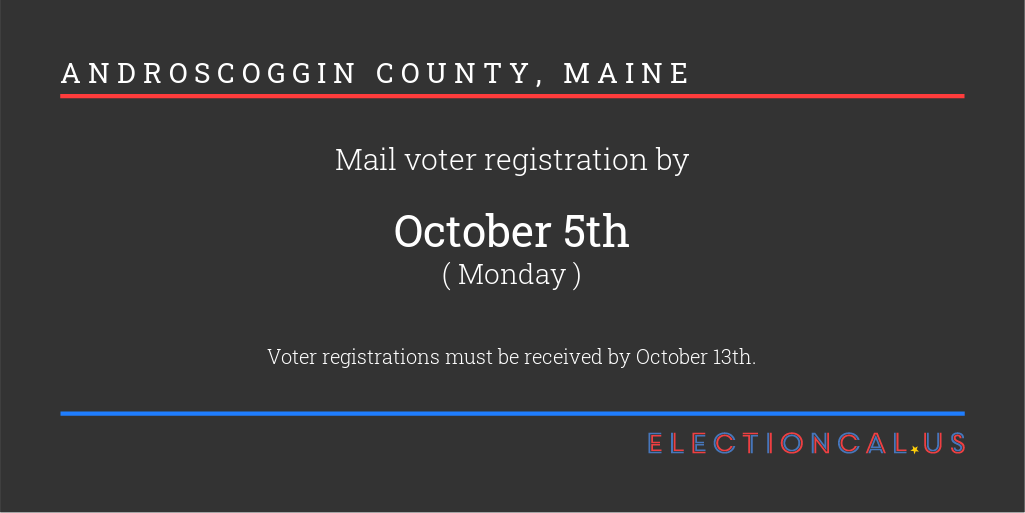 ANDROSCOGGIN COUNTY, MAINE
Mail voter registration by
October 5th
( Monday )
Voter registrations must be received by October 13th.
ELECTIONCAL.US